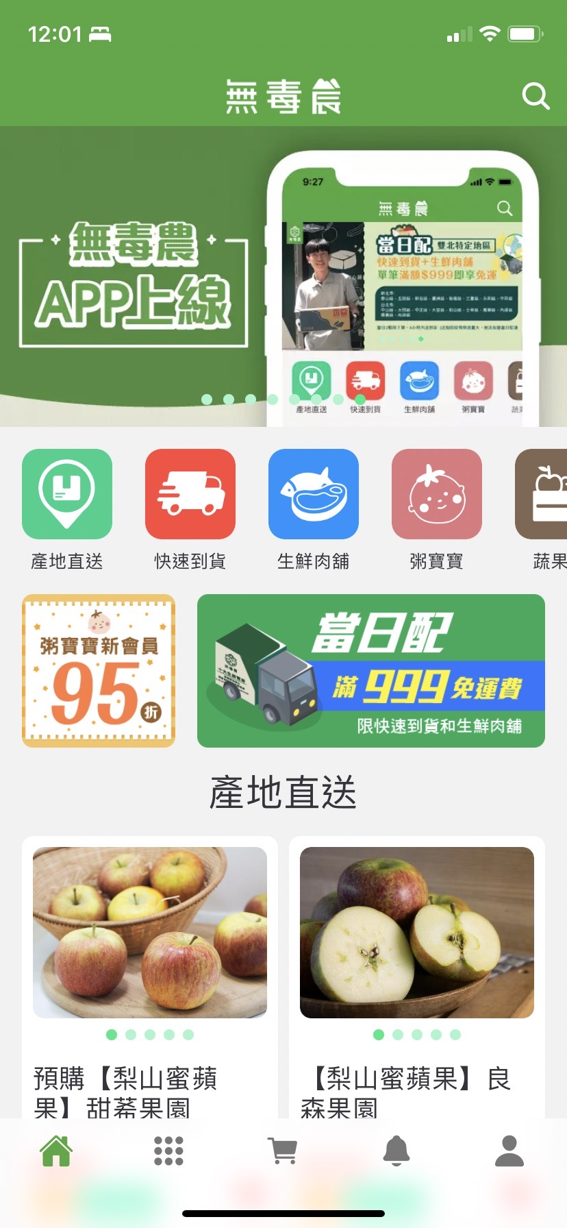 12:01
無毒農
無毒農
APP上線
9:27
無毒農
當日配 雙北特定地區
快速到貨+生鮮肉舖
單筆滿額$999即享免運
產地直送
快速到貨
生鮮肉舖
粥寶寶
產地直送
快速到貨
生鮮肉舖
粥寶寶
蔬果
粥寶寶新會員
95
折
當日配
滿999免運費
限快速到貨和生鮮肉舖
產地直送
預購【梨山蜜蘋
果】甜蓁果園
【梨山蜜蘋果】良
森果園